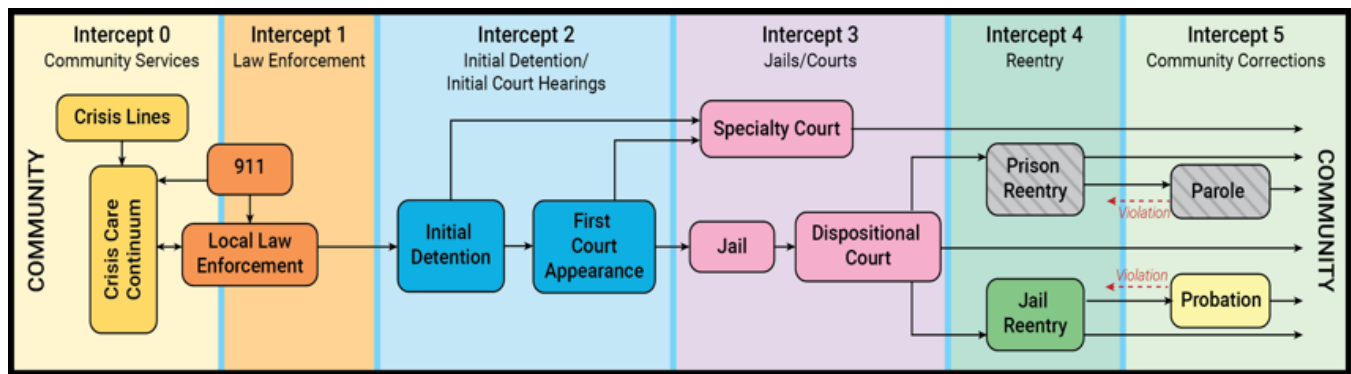 Intercept 0
Community Services
Intercept 1
Law Enforcement
Intercept 2
Initial Detention/
Initial Court Hearings
Intercept 3
Jails/Courts
Intercept 4
Reentry
Intercept 5
Community Corrections
COMMUNITY
Crisis Lines
Crisis Care
Continuum
911
Local Law
Enforcement
Initial
Detention
First
Court
Appearance
Specialty Court
Jail
Dispositional
Court
Prison
Reentry
Parole
Violation
Jail
Reentry
Violation
Probation
COMMUNITY